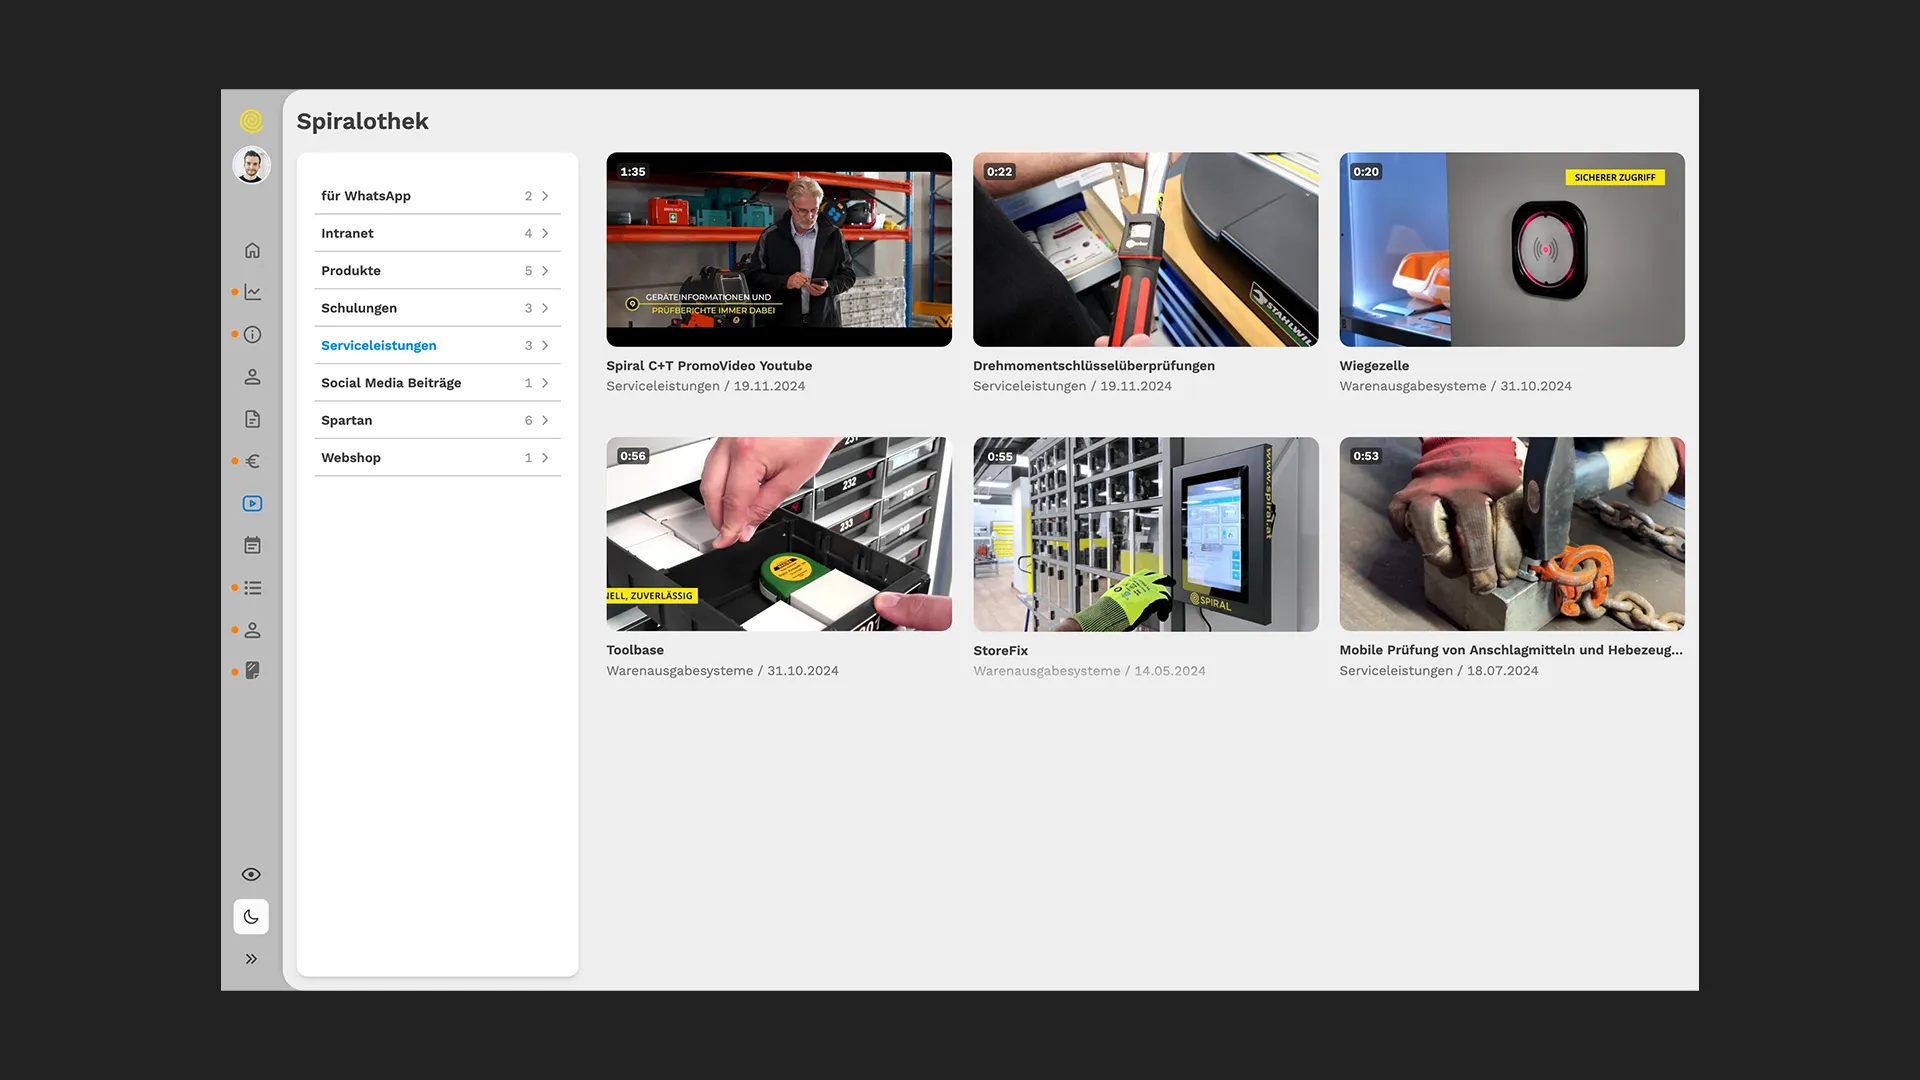 Spiralothek
für WhatsApp 2
Intranet 4
Produkte 5
Schulungen 3
Serviceleistungen 3
Social Media Beiträge 1
Spartan 6
Webshop 1
1:35
GERÄTEINFORMATIONEN UND
PRÜFBERICHTE IMMER DABEI
Spiral C+T PromoVideo Youtube
Serviceleistungen / 19.11.2024
0:22
STAHLWIL
Drehmomentschlüsselüberprüfungen
Serviceleistungen / 19.11.2024
0:20
SICHERER ZUGRIFF
Wiegezelle
Warenausgabesysteme / 31.10.2024
0:56
232
233
NELL, ZUVERLÄSSIG
Toolbase
Warenausgabesysteme / 31.10.2024
0:55
www.spiral.at
SPIRAL
StoreFix
Warenausgabesysteme / 14.05.2024
0:53
Mobile Prüfung von Anschlagmitteln und Hebezeug...
Serviceleistungen / 18.07.2024